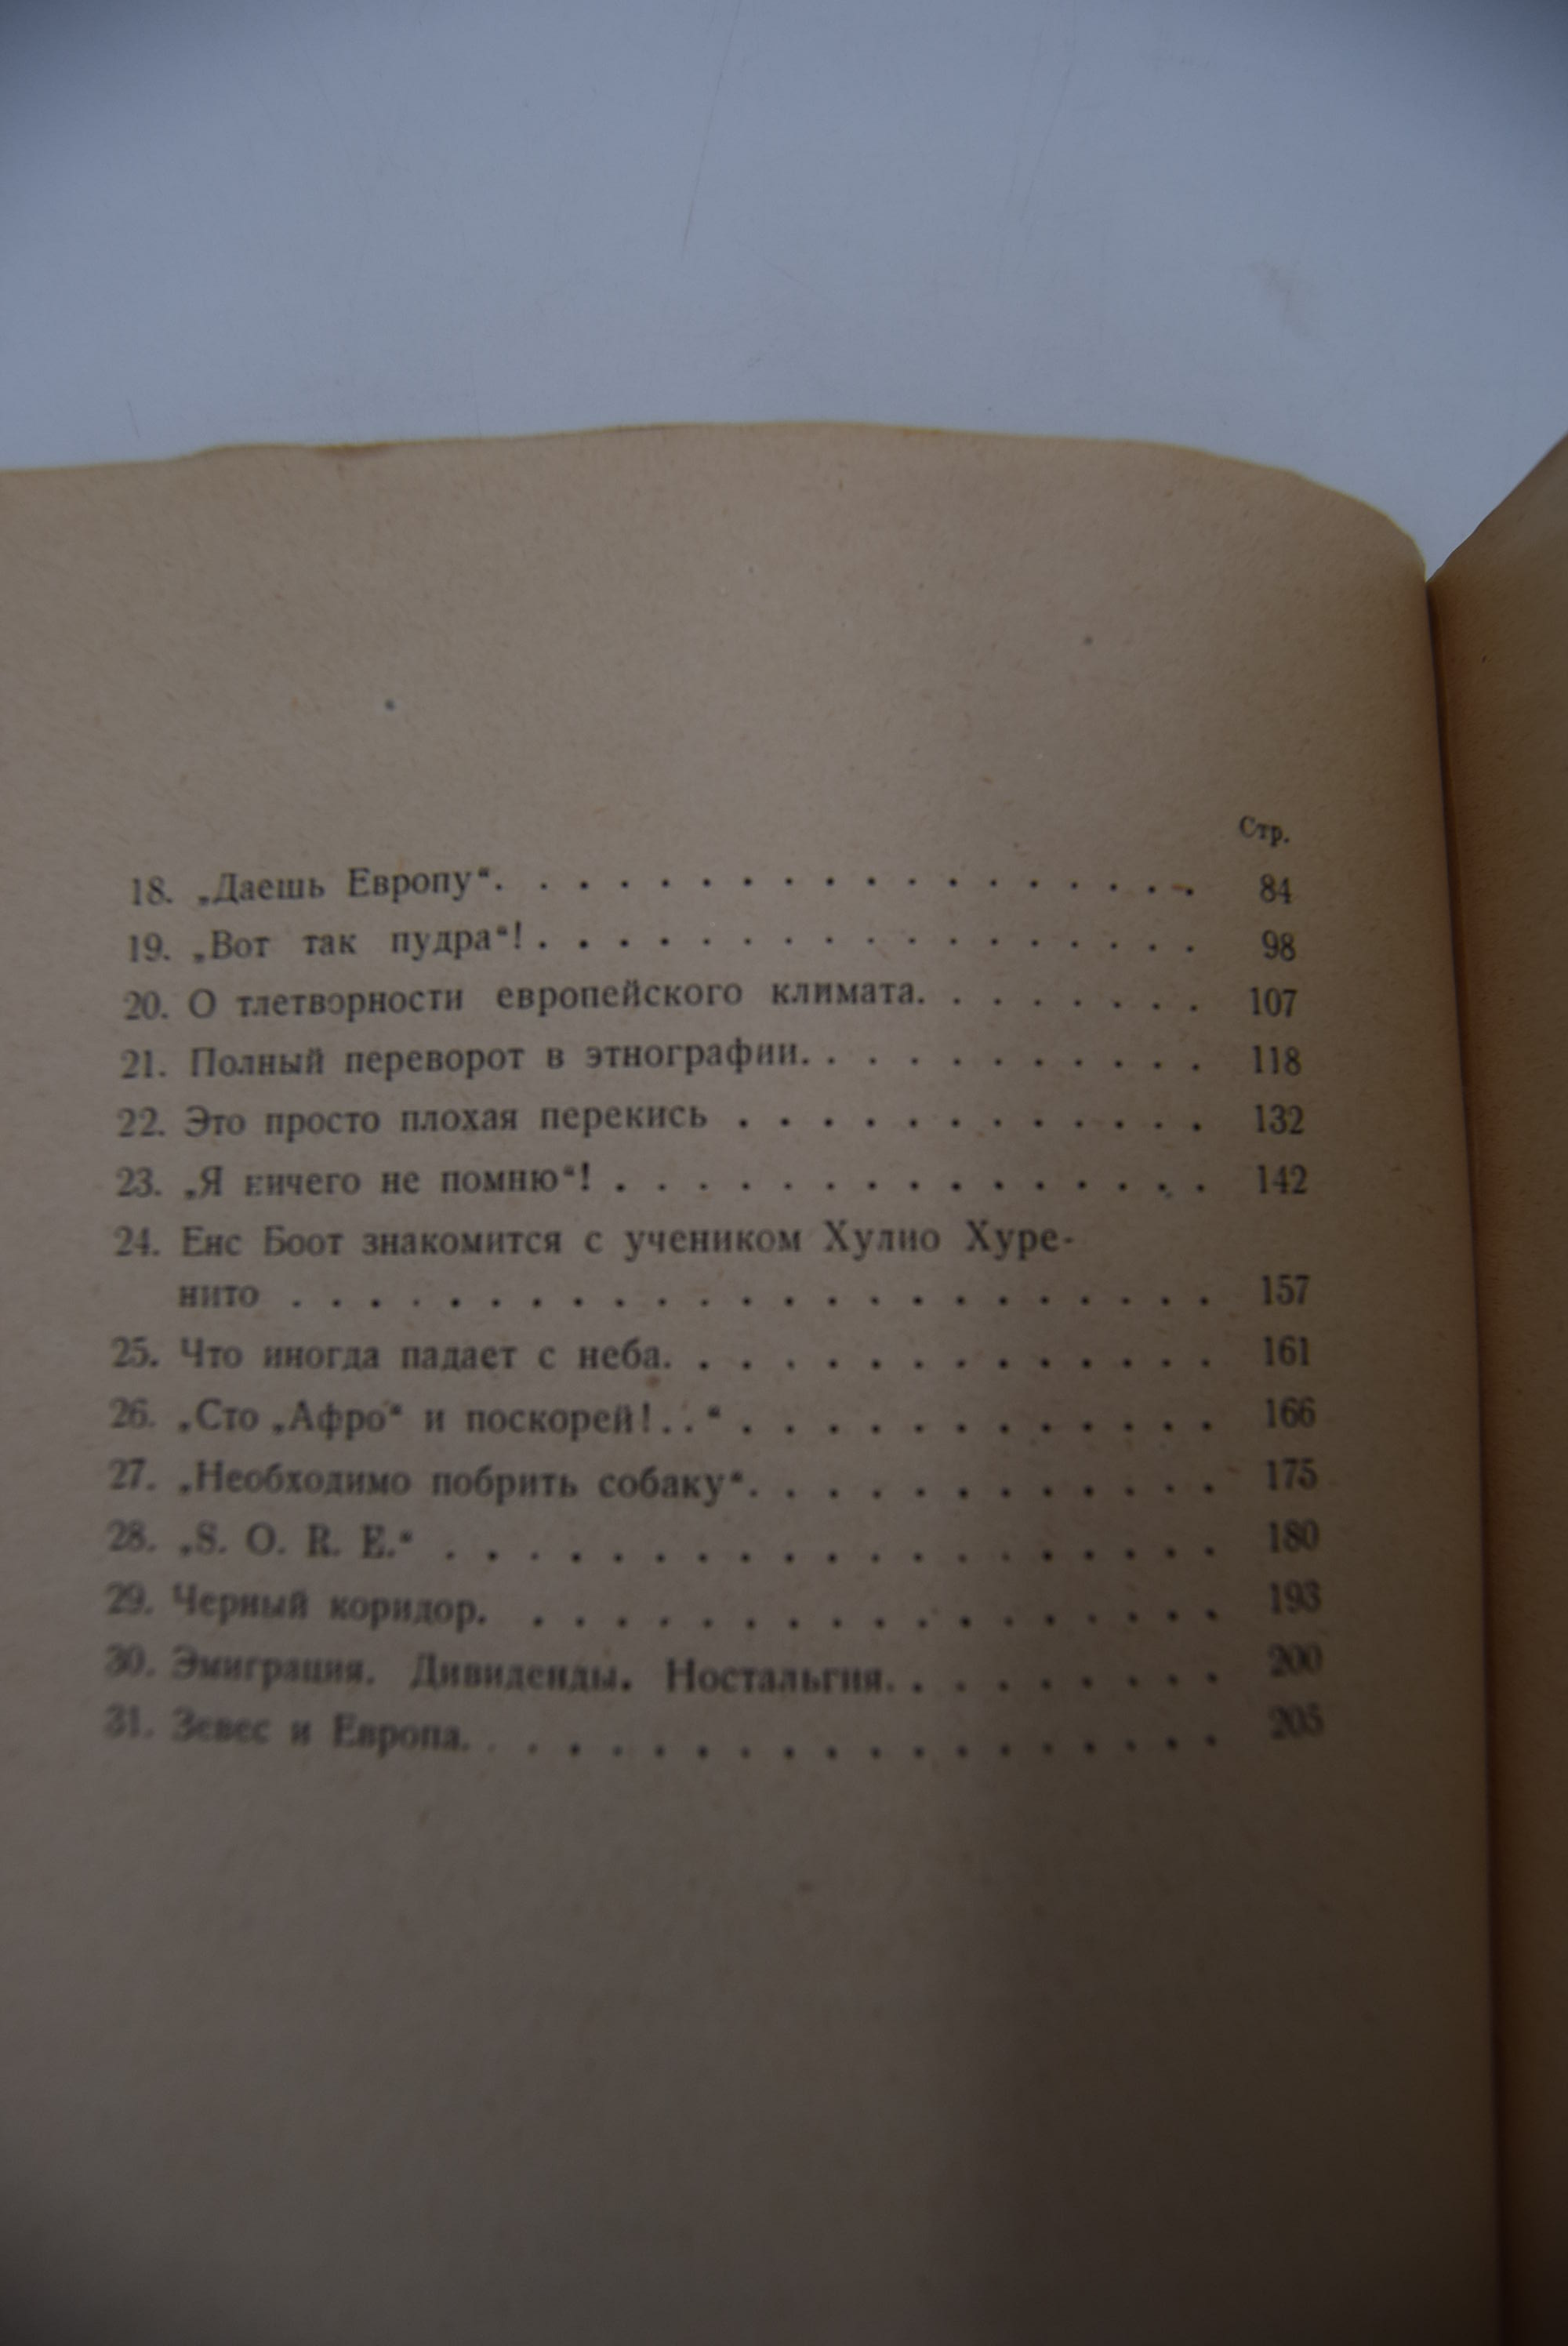 Стр.
18. „Даешь Европу“. . . . . . . . . . . . . . . . . . 84
19. „Вот так пудра“! . . . . . . . . . . . . . . . . . 98
20. О тлетворности европейского климата. . . . . . . . 107
21. Полный переворот в этнографии. . . . . . . . . . . 118
22. Это просто плохая перекись . . . . . . . . . . . . 132
23. „Я ничего не помню“! . . . . . . . . . . . . . . . 142
24. Енс Боот знакомится с учеником Хулио Хуре-
нито . . . . . . . . . . . . . . . . . . . . . . . 157
25. Что иногда падает с неба. . . . . . . . . . . . . . 161
26. „Сто „Афро“ и поскорей!. . “ . . . . . . . . . . . . 166
27. „Необходимо побрить собаку“. . . . . . . . . . . . 175
28. „S. O. R. E.“ . . . . . . . . . . . . . . . . . . . 180
29. Черный коридор. . . . . . . . . . . . . . . . . . 193
30. Эмиграция. Дивиденды. Ностальгия. . . . . . . . . 200
31. Зевес и Европа. . . . . . . . . . . . . . . . . . . 205